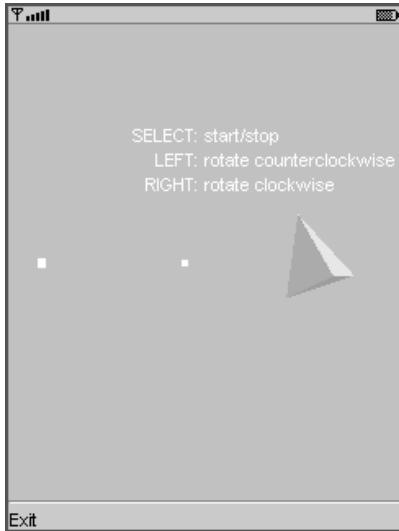 SELECT: start/stop
LEFT: rotate counterclockwise
RIGHT: rotate clockwise
Exit